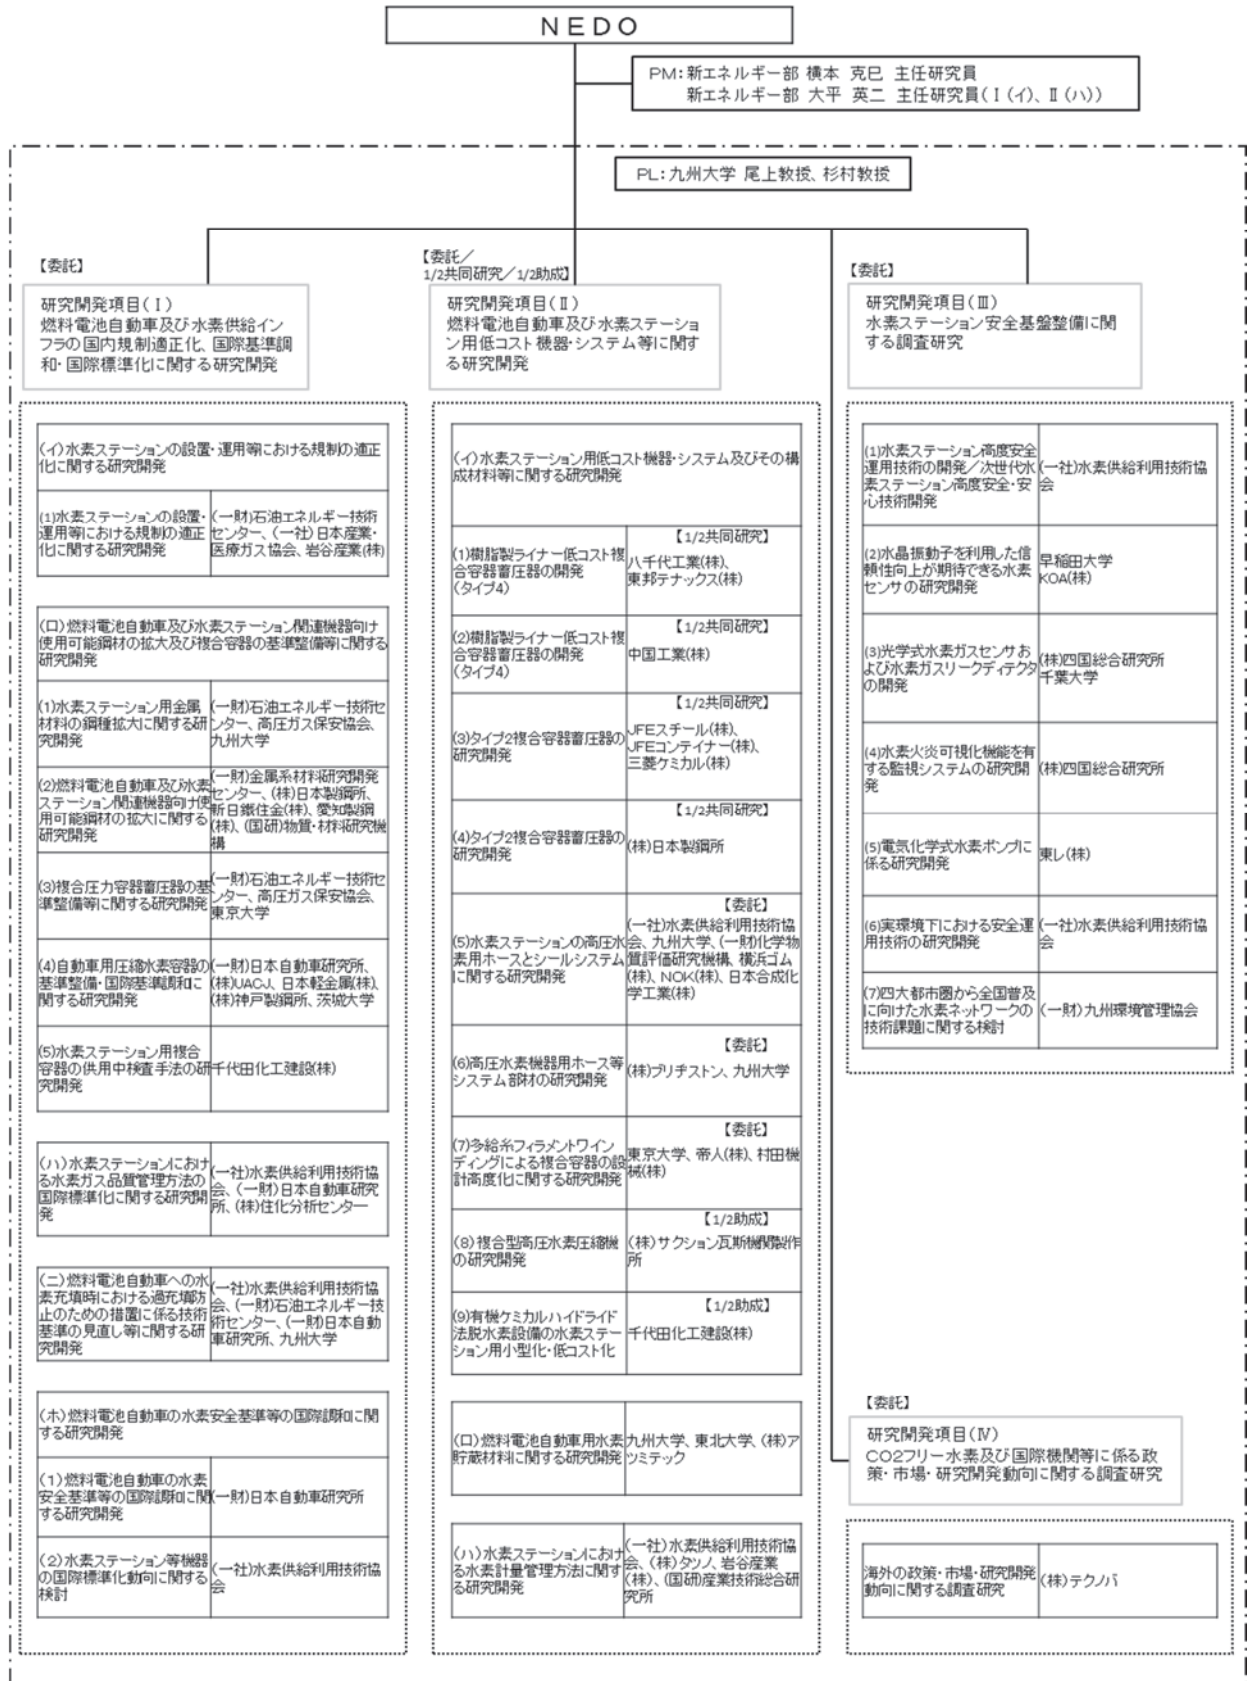 NEDO
PM:新エネルギー部 横本 克巳 主任研究員
新エネルギー部 大平 英二 主任研究員(Ⅰ(イ)、Ⅱ(ハ))
PL:九州大学 尾上教授、杉村教授
【委託】
研究開発項目(Ⅰ)
燃料電池自動車及び水素供給イン
フラの国内規制適正化、国際基準調
和・国際標準化に関する研究開発
(イ)水素ステーションの設置・運用等における規制の適正
化に関する研究開発
(1)水素ステーションの設置・
運用等における規制の適正
化に関する研究開発
(一財)石油エネルギー技術
センター、(一社)日本産業・
医療ガス協会、岩谷産業(株)
(ロ)燃料電池自動車及び水素ステーション関連機器向け
使用可能鋼材の拡大及び複合容器の基準整備等に関する
研究開発
(1)水素ステーション用金属
材料の鋼種拡大に関する研
究開発
(一財)石油エネルギー技術セ
ンター、高圧ガス保安協会、
九州大学
(2)燃料電池自動車及び水素
ステーション関連機器向け使
用可能鋼材の拡大に関する
研究開発
(一財)金属系材料研究開発
センター、(株)日本製鋼所、
新日鐵住金(株)、愛知製鋼
(株)、(国研)物質・材料研究機
構
(3)複合圧力容器蓄圧器の基
準整備等に関する研究開発
(一財)石油エネルギー技術セ
ンター、高圧ガス保安協会、
東京大学
(4)自動車用圧縮水素容器の
基準整備・国際基準調和に
関する研究開発
(一財)日本自動車研究所、
(株)UACJ、日本軽金属(株)、
(株)神戸製鋼所、茨城大学
(5)水素ステーション用複合
容器の供用中検査手法の研
究開発
千代田化工建設(株)
(ハ)水素ステーションにおけ
る水素ガス品質管理方法の
国際標準化に関する研究開
発
(一社)水素供給利用技術協
会、(一財)日本自動車研究
所、(株)住化分析センター
(ニ)燃料電池自動車への水
素充填時における過充填防
止のための措置に係る技術
基準の見直し等に関する研
究開発
(一社)水素供給利用技術協
会、(一財)石油エネルギー技
術センター、(一財)日本自動
車研究所、九州大学
(ホ)燃料電池自動車の水素安全基準等の国際調和に関
する研究開発
(1)燃料電池自動車の水素
安全基準等の国際調和に関
する研究開発
(一財)日本自動車研究所
(2)水素ステーション等機器
の国際標準化動向に関する
検討
(一社)水素供給利用技術協
会
【委託/
1/2共同研究/1/2助成】
研究開発項目(Ⅱ)
燃料電池自動車及び水素ステーショ
ン用低コスト機器・システム等に関す
る研究開発
(イ)水素ステーション用低コスト機器・システム及びその構
成材料等に関する研究開発
(1)樹脂製ライナー低コスト複
合容器蓄圧器の開発
(タイプ4)
【1/2共同研究】
八千代工業(株)、
東邦テナックス(株)
(2)樹脂製ライナー低コスト複
合容器蓄圧器の開発
(タイプ4)
【1/2共同研究】
中国工業(株)
(3)タイプ2複合容器蓄圧器の
研究開発
【1/2共同研究】
JFEスチール(株)、
JFEコンテイナー(株)、
三菱ケミカル(株)
(4)タイプ2複合容器蓄圧器の
研究開発
【1/2共同研究】
(株)日本製鋼所
(5)水素ステーションの高圧水
素用ホースとシールシステム
に関する研究開発
【委託】
(一社)水素供給利用技術協
会、九州大学、(一財)化学物
質評価研究機構、横浜ゴム
(株)、NOK(株)、日本合成化
学工業(株)
(6)高圧水素機器用ホース等
システム部材の研究開発
【委託】
(株)ブリヂストン、九州大学
(7)多給糸フィラメントワイン
ディングによる複合容器の設
計高度化に関する研究開発
【委託】
東京大学、帝人(株)、村田機
械(株)
(8)複合型高圧水素圧縮機
の研究開発
【1/2助成】
(株)サクション瓦斯機関製作
所
(9)有機ケミカルハイドライド
法脱水素設備の水素ステー
ション用小型化・低コスト化
【1/2助成】
千代田化工建設(株)
(ロ)燃料電池自動車用水素
貯蔵材料に関する研究開発
九州大学、東北大学、(株)ア
ツミテック
(ハ)水素ステーションにおけ
る水素計量管理方法に関す
る研究開発
(一社)水素供給利用技術協
会、(株)タツノ、岩谷産業
(株)、(国研)産業技術総合研
究所
【委託】
研究開発項目(Ⅲ)
水素ステーション安全基盤整備に関
する調査研究
(1)水素ステーション高度安全
運用技術の開発/次世代水
素ステーション高度安全・安
心技術開発
(一社)水素供給利用技術協
会
(2)水晶振動子を利用した信
頼性向上が期待できる水素
センサの研究開発
早稲田大学
KOA(株)
(3)光学式水素ガスセンサお
よび水素ガスリークディテクタ
の開発
(株)四国総合研究所
千葉大学
(4)水素火炎可視化機能を有
する監視システムの研究開
発
(株)四国総合研究所
(5)電気化学式水素ポンプに
係る研究開発
東レ(株)
(6)実環境下における安全運
用技術の研究開発
(一社)水素供給利用技術協
会
(7)四大都市圏から全国普及
に向けた水素ネットワークの
技術課題に関する検討
(一財)九州環境管理協会
【委託】
研究開発項目(Ⅳ)
CO2フリー水素及び国際機関等に係る政
策・市場・研究開発動向に関する調査研究
海外の政策・市場・研究開発
動向に関する調査研究
(株)テクノバ